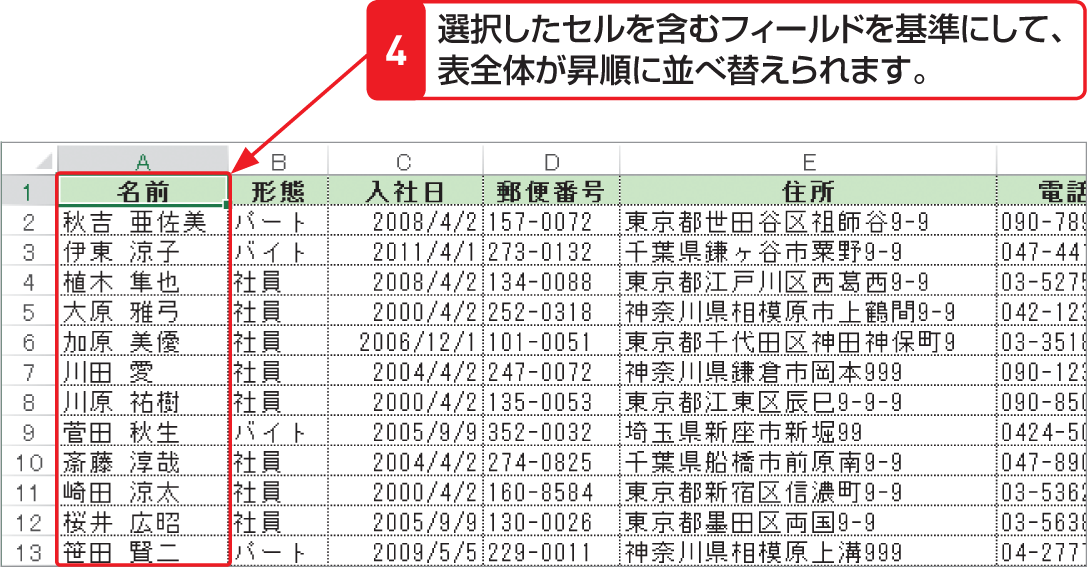 4
選択したセルを含むフィールドを基準にして、
表全体が昇順に並べ替えられます。
A B C D E
1 名前 形態 入社日 郵便番号 住所 電話
2 秋吉 亜佐美 パート 2008/4/2 157-0072 東京都世田谷区祖師谷9-9 090-789
3 伊東 涼子 バイト 2011/4/1 273-0132 千葉県鎌ヶ谷市粟野9-9 047-441
4 植木 隼也 社員 2008/4/2 134-0088 東京都江戸川区西葛西9-9 03-5275
5 大原 雅弓 社員 2000/4/2 252-0318 神奈川県相模原市上鶴間9-9 042-123
6 加原 美優 社員 2006/12/1 101-0051 東京都千代田区神田神保町9 03-3518
7 川田 愛 社員 2004/4/2 247-0072 神奈川県鎌倉市岡本999 090-123
8 川原 祐樹 社員 2000/4/2 135-0053 東京都江東区辰巳9-9-9 090-850
9 菅田 秋生 バイト 2005/9/9 352-0032 埼玉県新座市新堀99 0424-50
10 斎藤 淳哉 社員 2004/4/2 274-0825 千葉県船橋市前原南9-9 047-890
11 崎田 涼太 社員 2000/4/2 160-8584 東京都新宿区信濃町9-9 03-5362
12 桜井 広昭 社員 2005/9/9 130-0026 東京都墨田区両国9-9 03-5630
13 笹田 賢二 パート 2009/5/5 229-0011 神奈川県相模原上溝999 04-2777